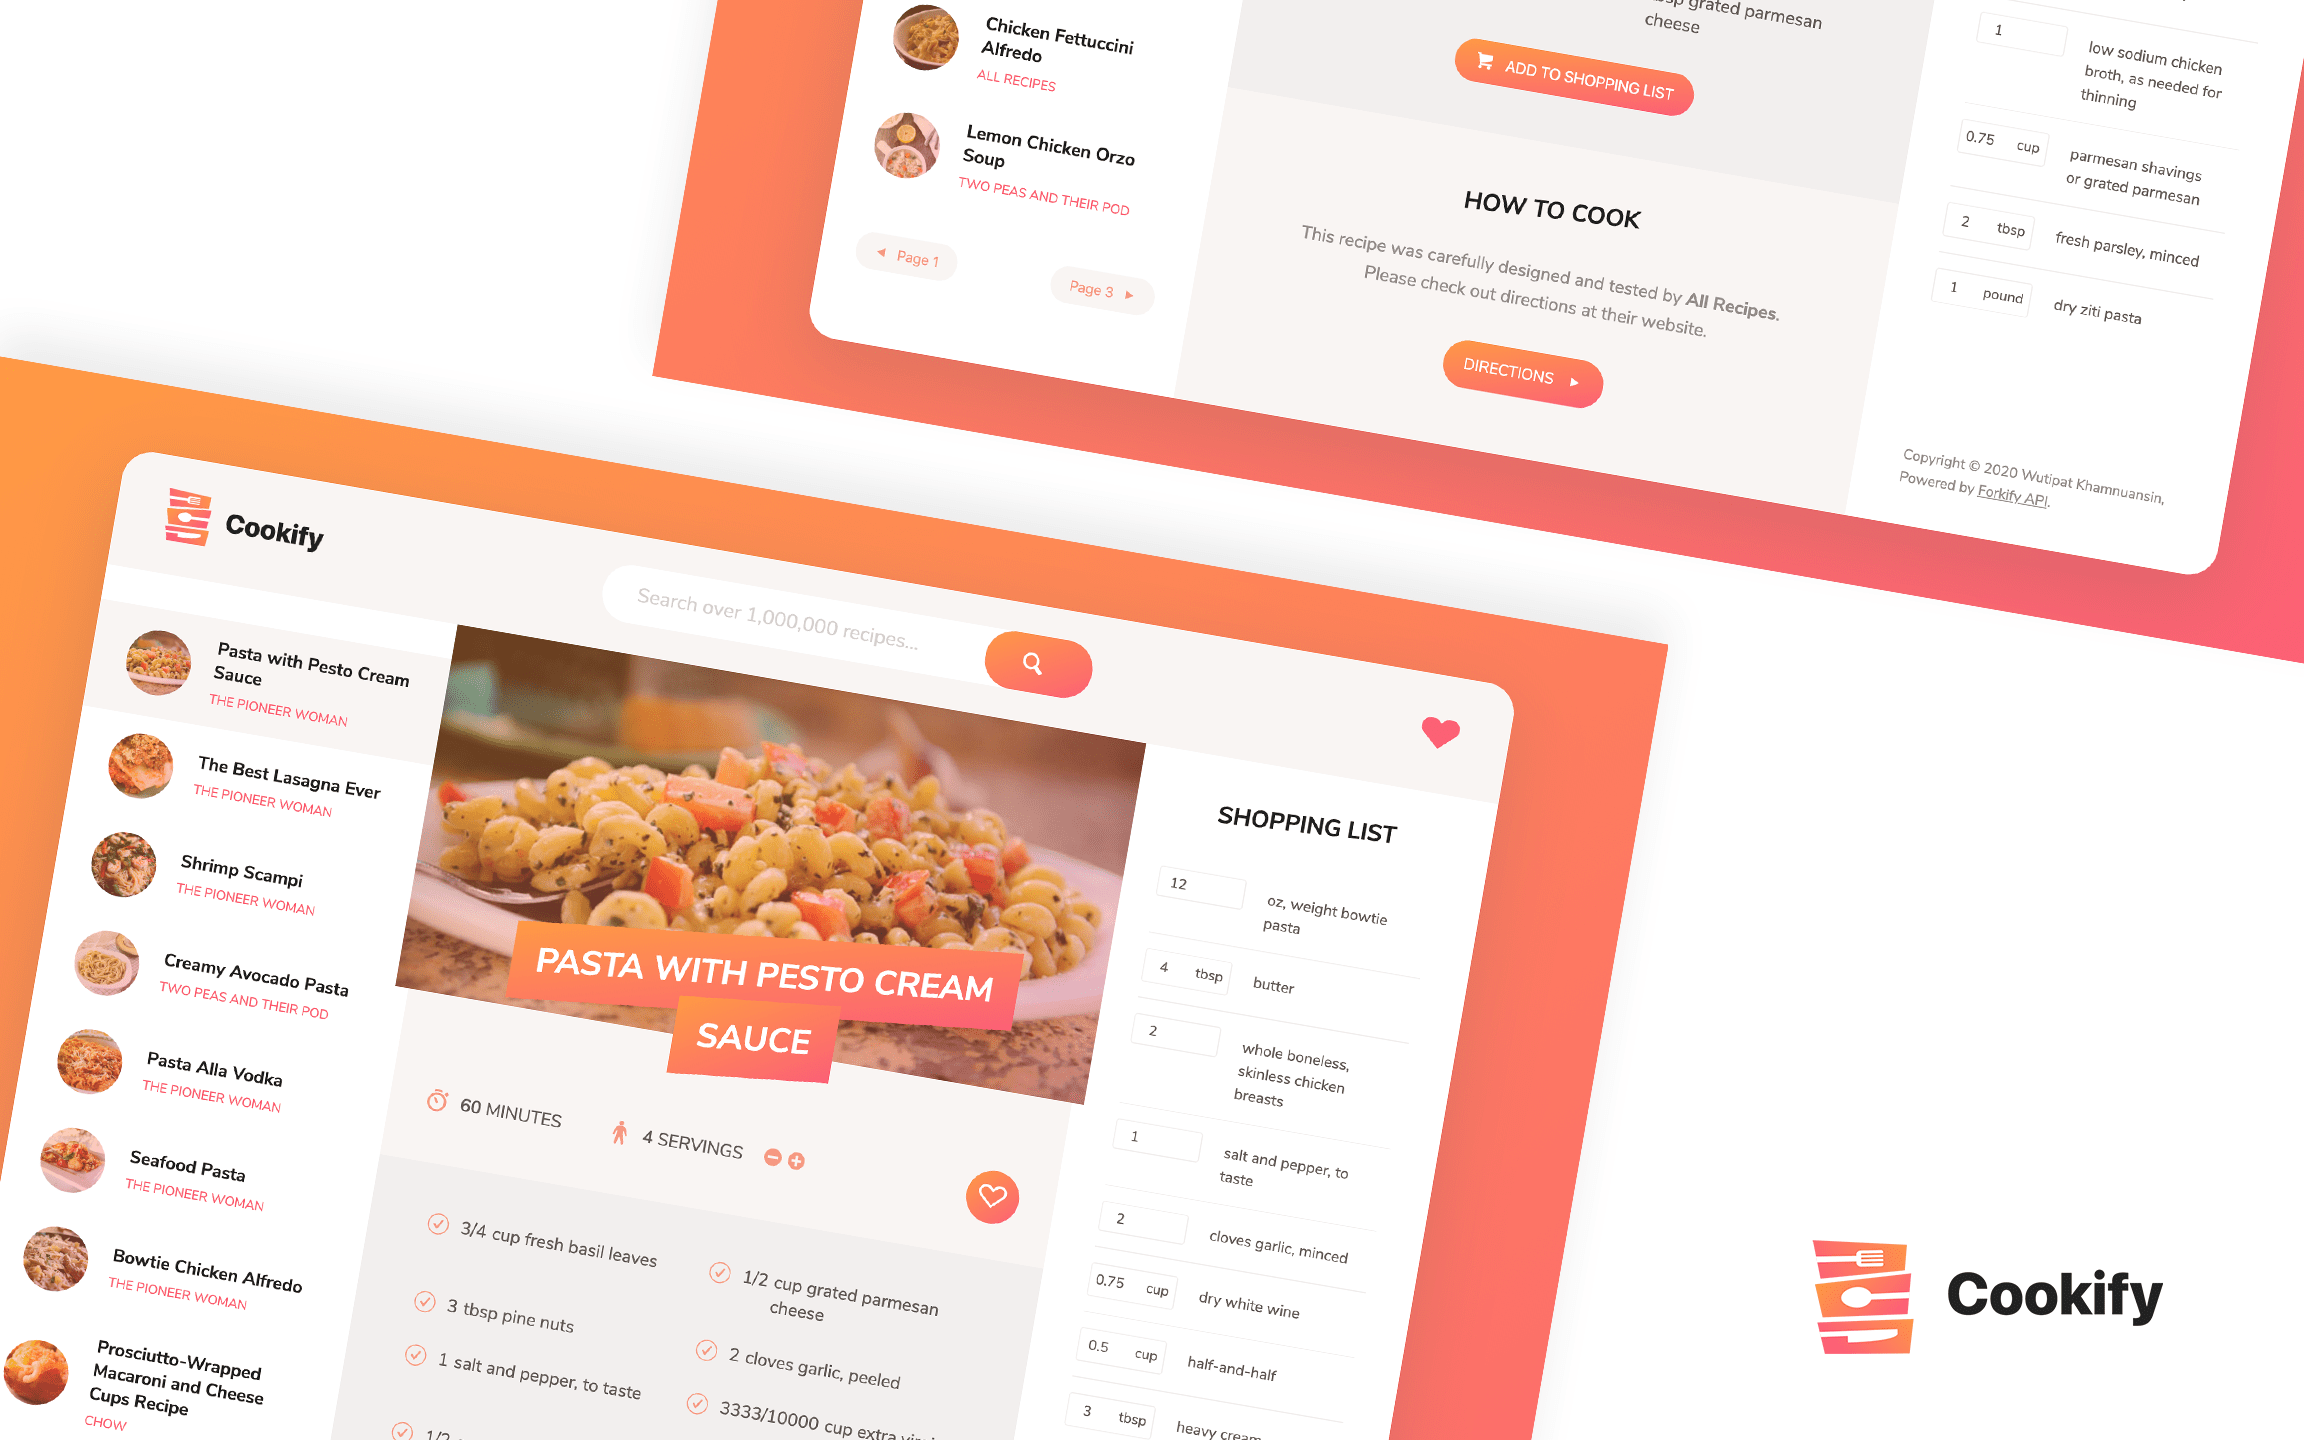 Chicken Fettuccini
Alfredo
ALL RECIPES
Lemon Chicken Orzo
Soup
TWO PEAS AND THEIR POD
◄ Page 1
Page 3 ►
grated parmesan
cheese
ADD TO SHOPPING LIST
HOW TO COOK
This recipe was carefully designed and tested by All Recipes.
Please check out directions at their website.
DIRECTIONS ►
1
low sodium chicken
broth, as needed for
thinning
0.75 cup
parmesan shavings
or grated parmesan
2 tbsp fresh parsley, minced
1 pound dry ziti pasta
Copyright © 2020 Wutipat Khamnuansin,
Powered by Forkify API.
Cookify
Search over 1,000,000 recipes...
Pasta with Pesto Cream
Sauce
THE PIONEER WOMAN
The Best Lasagna Ever
THE PIONEER WOMAN
Shrimp Scampi
THE PIONEER WOMAN
Creamy Avocado Pasta
TWO PEAS AND THEIR POD
Pasta Alla Vodka
THE PIONEER WOMAN
Seafood Pasta
THE PIONEER WOMAN
Bowtie Chicken Alfredo
THE PIONEER WOMAN
Prosciutto-Wrapped
Macaroni and Cheese
Cups Recipe
CHOW
PASTA WITH PESTO CREAM
SAUCE
60 MINUTES
4 SERVINGS
3/4 cup fresh basil leaves
3 tbsp pine nuts
1 salt and pepper, to taste
1/2
1/2 cup grated parmesan
cheese
2 cloves garlic, peeled
3333/10000 cup extra
SHOPPING LIST
12
oz, weight bowtie
pasta
4 tbsp butter
2
whole boneless,
skinless chicken
breasts
1
salt and pepper, to
taste
2 cloves garlic, minced
0.75 cup dry white wine
0.5 cup half-and-half
3 tbsp heavy cream
Cookify